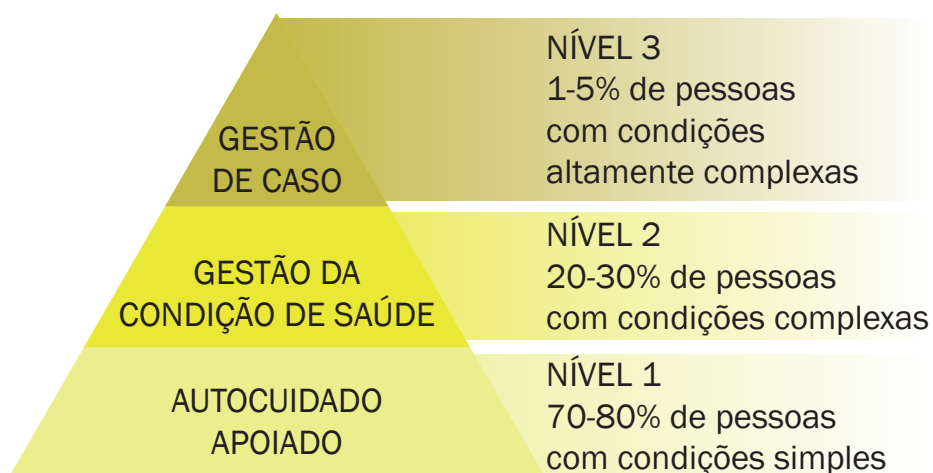 GESTÃO
DE CASO
NÍVEL 3
1-5% de pessoas
com condições
altamente complexas
GESTÃO DA
CONDIÇÃO DE SAÚDE
NÍVEL 2
20-30% de pessoas
com condições complexas
AUTOCUIDADO
APOIADO
NÍVEL 1
70-80% de pessoas
com condições simples